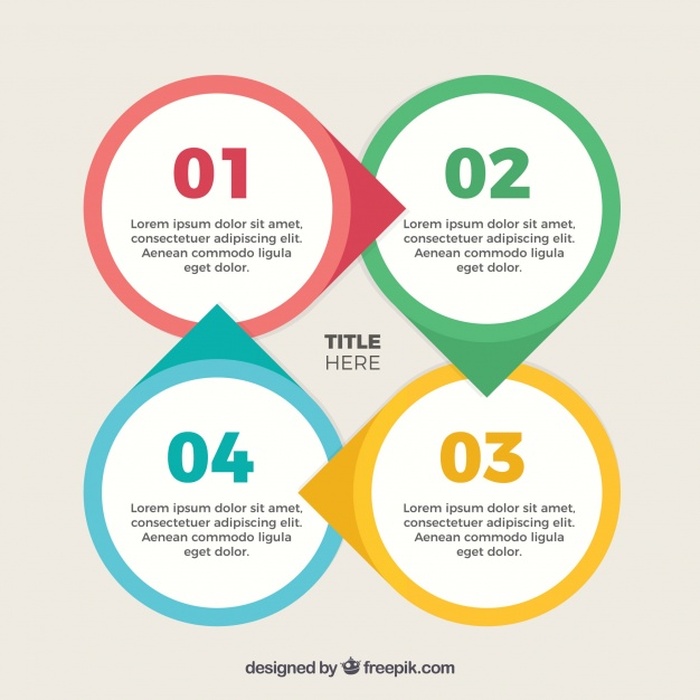 01
Lorem ipsum dolor sit amet,
consectetuer adipiscing elit.
Aenean commodo ligula
eget dolor.
02
Lorem ipsum dolor sit amet,
consectetuer adipiscing elit.
Aenean commodo ligula
eget dolor.
TITLE
HERE
03
Lorem ipsum dolor sit amet,
consectetuer adipiscing elit.
Aenean commodo ligula
eget dolor.
04
Lorem ipsum dolor sit amet,
consectetuer adipiscing elit.
Aenean commodo ligula
eget dolor.
designed by freepik.com